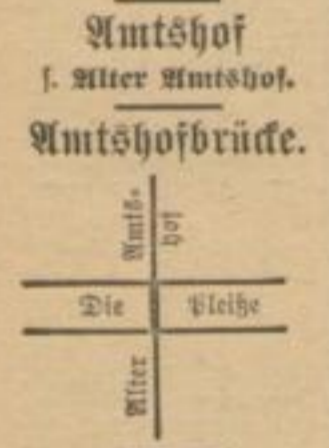 Amtshof
s. Alter Amtshof.
Amtshofbrücke.
Amts-
hof
Die Pleiße
Alter